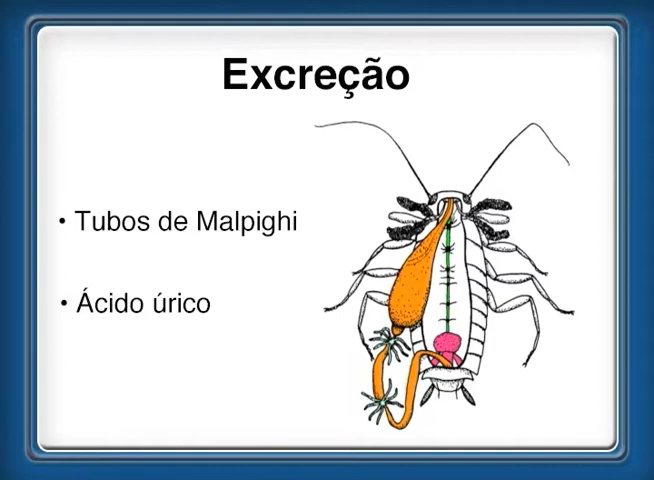 Excreção
• Tubos de Malpighi
• Ácido úrico